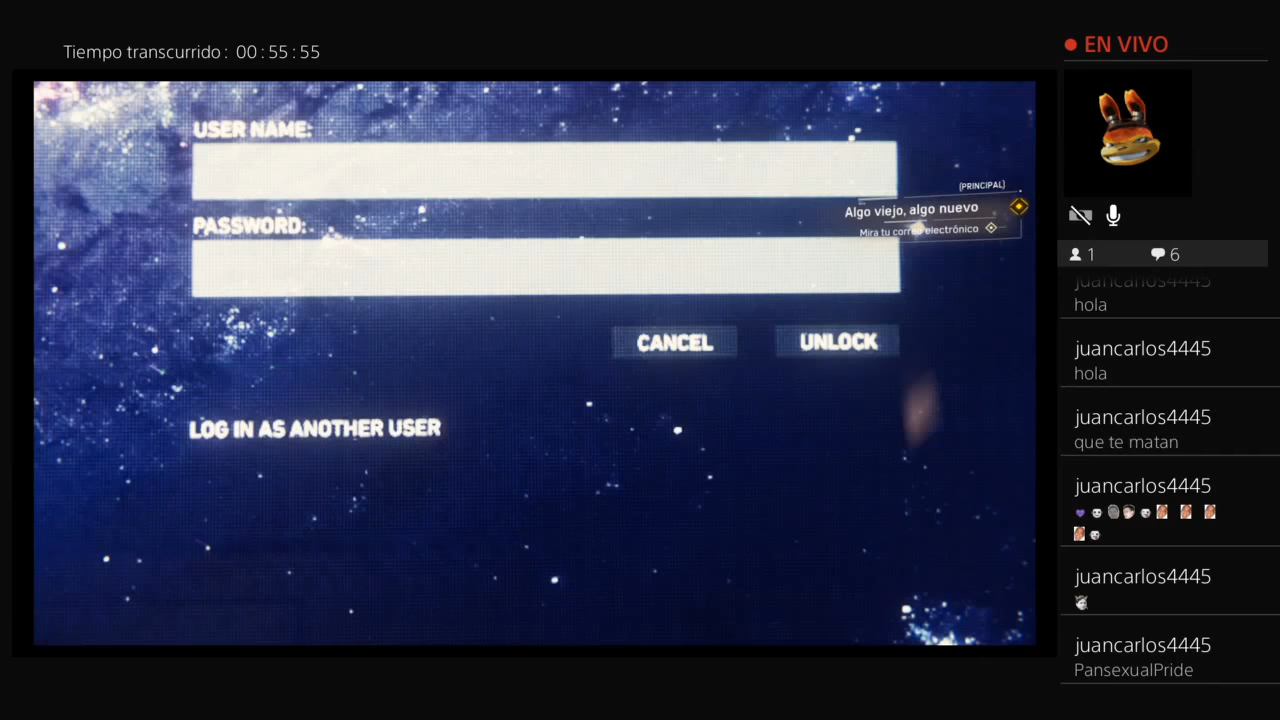 Tiempo transcurrido : 00 : 55 : 55
EN VIVO
USER NAME:
PASSWORD:
(PRINCIPAL)
Algo viejo, algo nuevo
Mira tu correo electrónico
CANCEL
UNLOCK
LOG IN AS ANOTHER USER
1
6
juancarlos4445
hola
juancarlos4445
hola
juancarlos4445
que te matan
juancarlos4445
juancarlos4445
juancarlos4445
PansexualPride